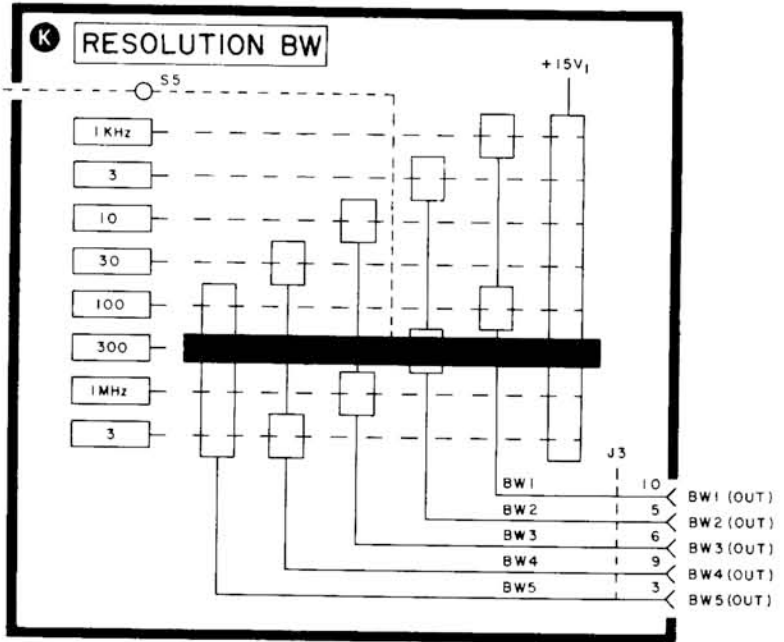 K RESOLUTION BW
+15V1
S5
1KHz
3
10
30
100
300
1MHz
3
J3
BW1 10 BW1 (OUT)
BW2 5 BW2 (OUT)
BW3 6 BW3 (OUT)
BW4 9 BW4 (OUT)
BW5 3 BW5 (OUT)